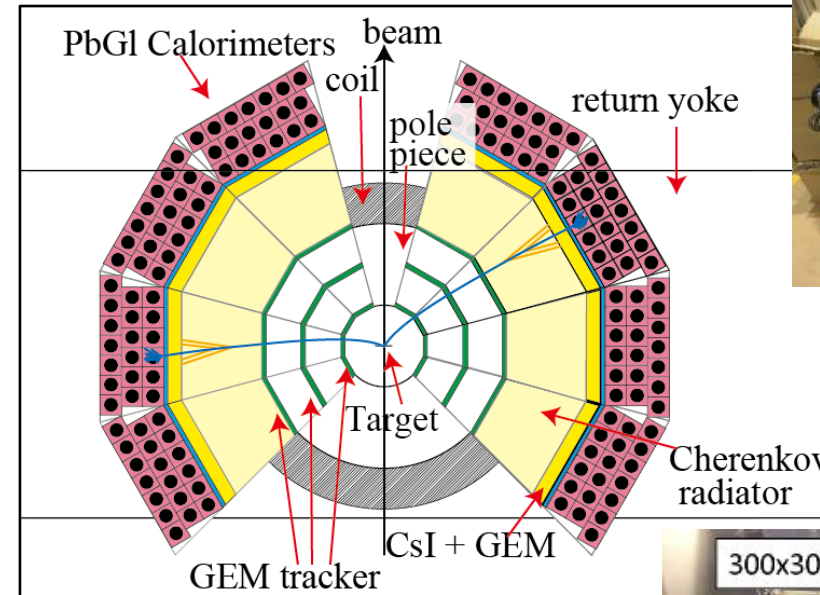 PbGl Calorimeters
beam
coil
return yoke
pole
piece
Target
Cherenkov
radiator
CsI + GEM
GEM tracker
300x30